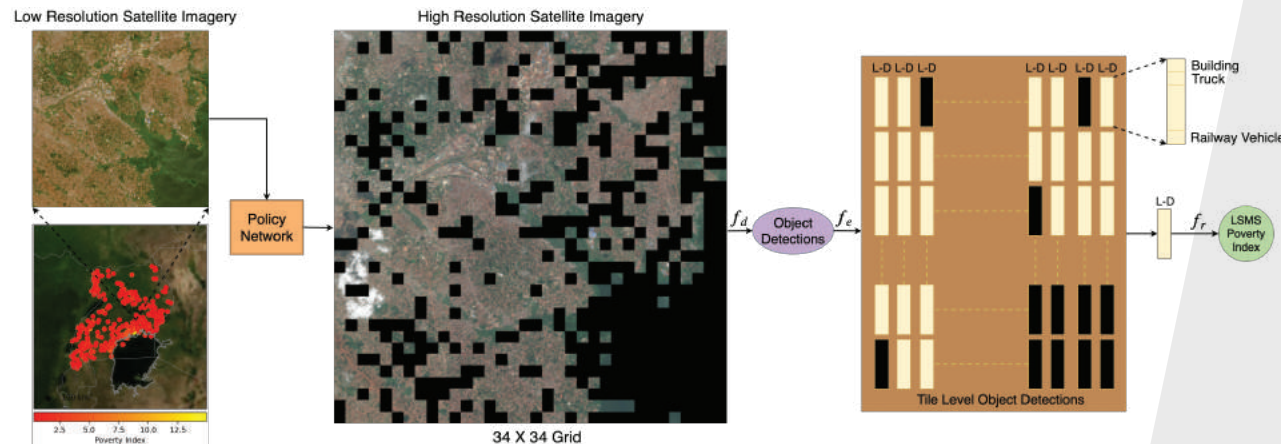 Low Resolution Satellite Imagery
High Resolution Satellite Imagery
L-D L-D L-D
L-D L-D L-D L-D
Building
Truck
Railway Vehicle
Policy
Network
f_d
Object
Detections
f_e
L-D
f_r
LSMS
Poverty
Index
2.5 5.0 7.5 10.0 12.5
Poverty Index
Tile Level Object Detections
34 X 34 Grid